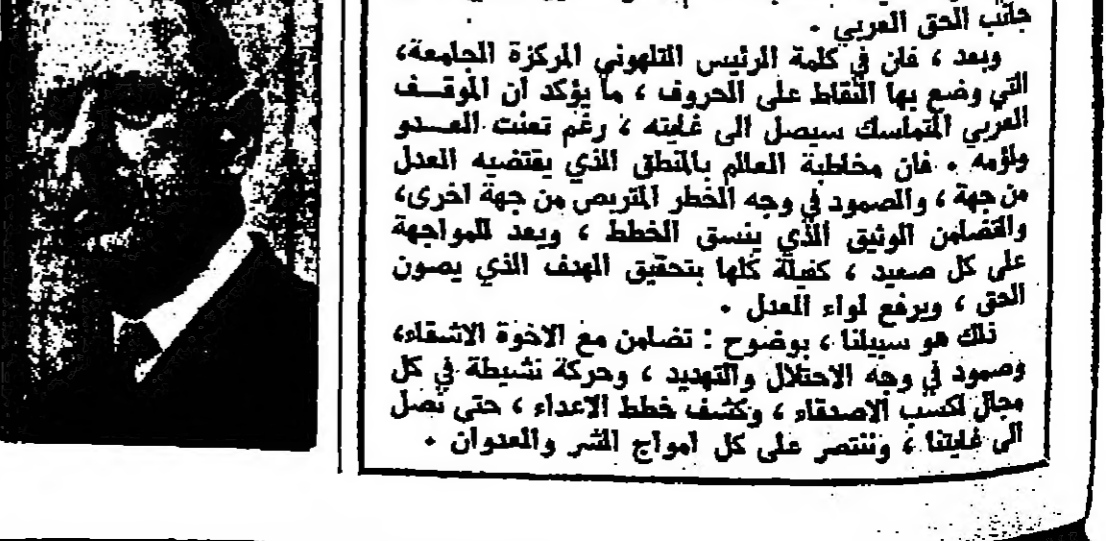 جانب الحق العربي .
وبعد ، فان في كلمة الرئيس التلهوني المركزة الجامعة،
التي وضع بها النقاط على الحروف ، ما يؤكد ان الموقــف
العربي المتماسك سيصل الى غايته ، رغم تعنت العــدو
ولؤمه . فان مخاطبة العالم بالمنطق الذي يقتضيه العدل
من جهة ، والصمود في وجه الخطر المتربص من جهة اخرى،
والتضامن الوثيق الذي ينسق الخطط ، ويعد للمواجهة
على كل صعيد ، كفيلة كلها بتحقيق الهدف الذي يصون
الحق ، ويرفع لواء العدل .
ذلك هو سبيلنا ، بوضوح : تضامن مع الاخوة الاشقاء،
وصمود في وجه الاحتلال والتهديد ، وحركة نشيطة في كل
مجال لكسب الاصدقاء ، وكشف خطط الاعداء ، حتى نصل
الى غايتنا ، وننتصر على كل امواج الشر والعدوان .